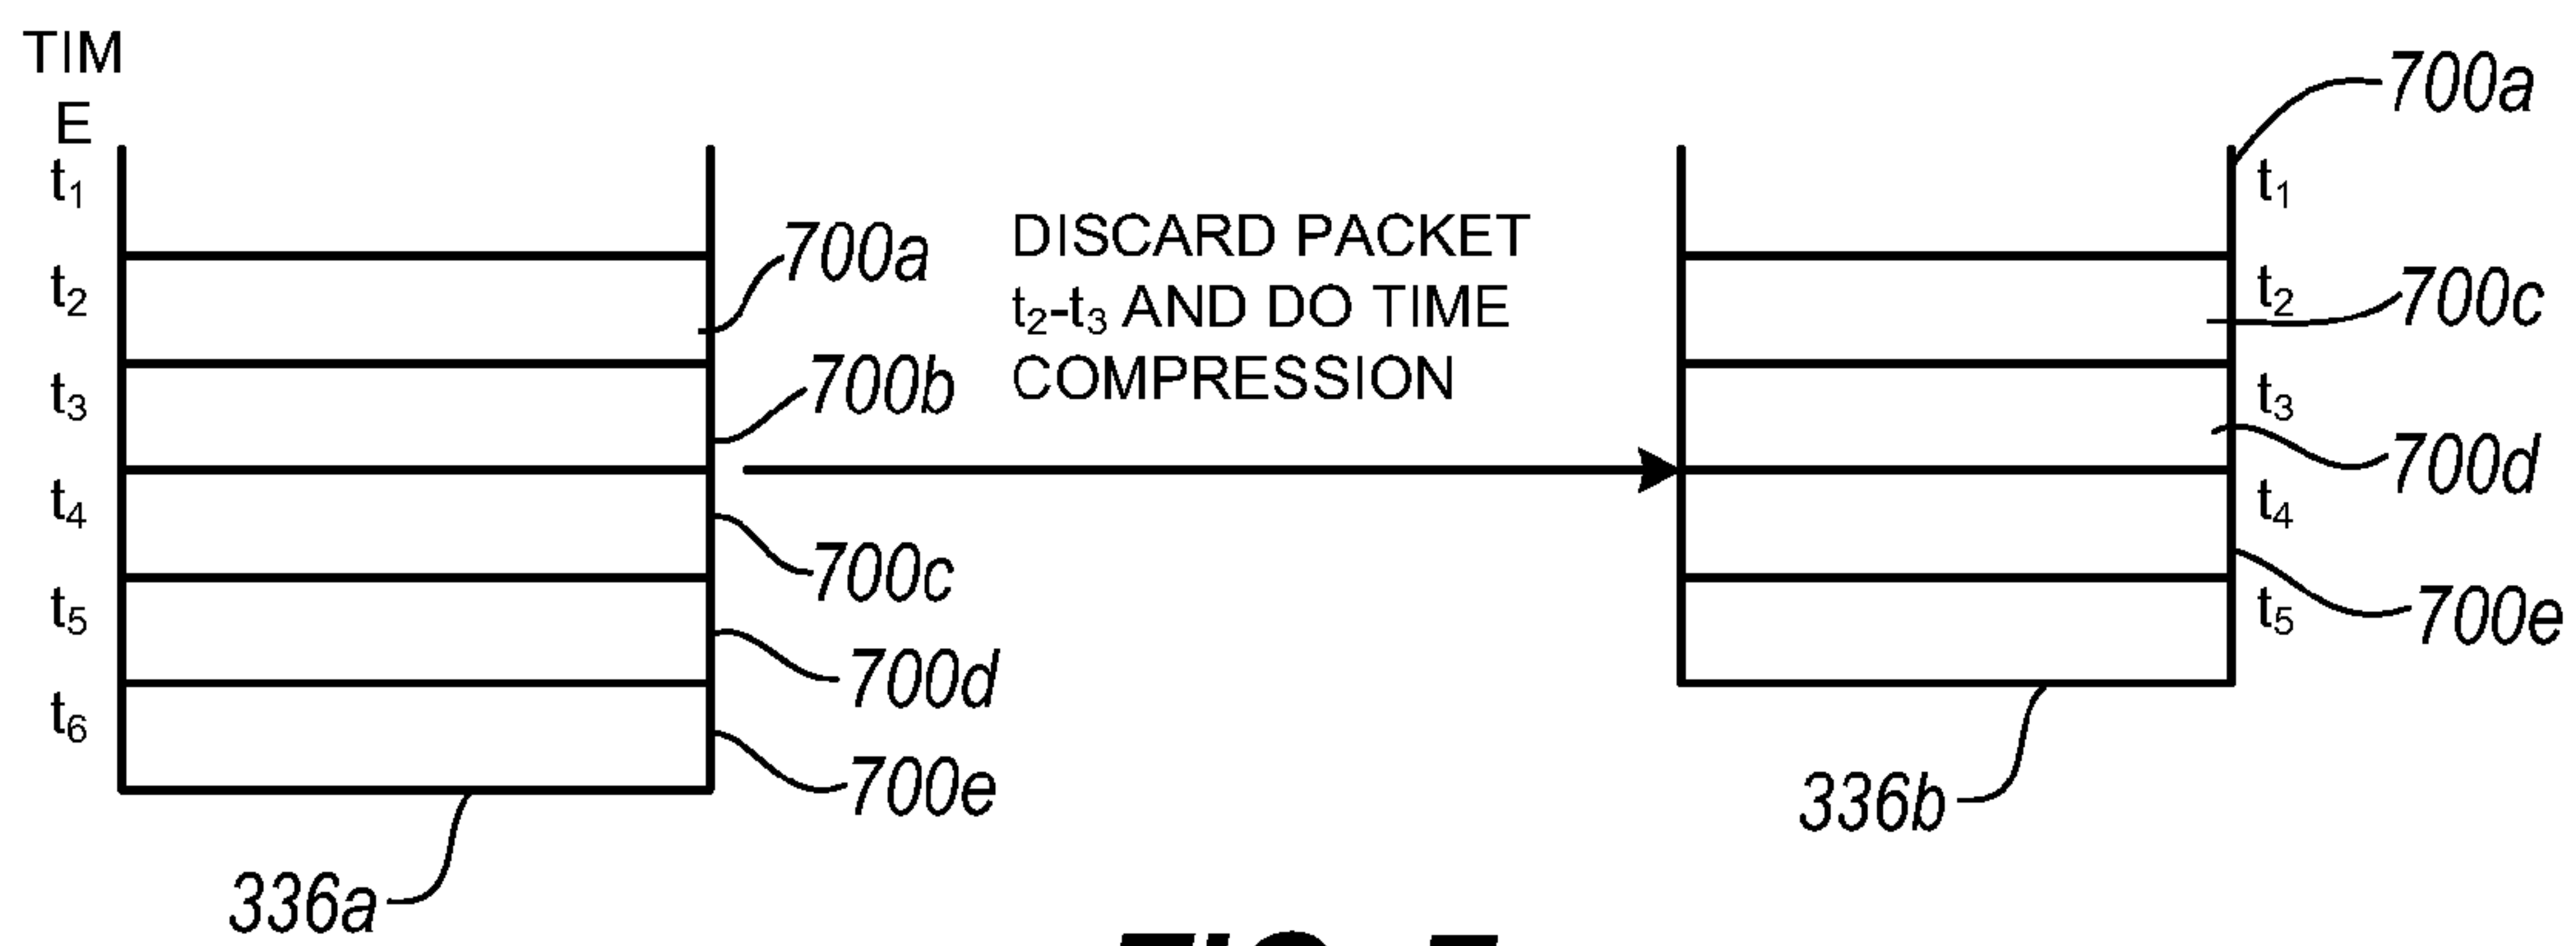 TIM
E
t₁
t₂
t₃
t₄
t₅
t₆
700a
700b
700c
700d
700e
336a
DISCARD PACKET
t₂-t₃ AND DO TIME
COMPRESSION
700a
t₁
t₂
700c
t₃
700d
t₄
t₅
700e
336b